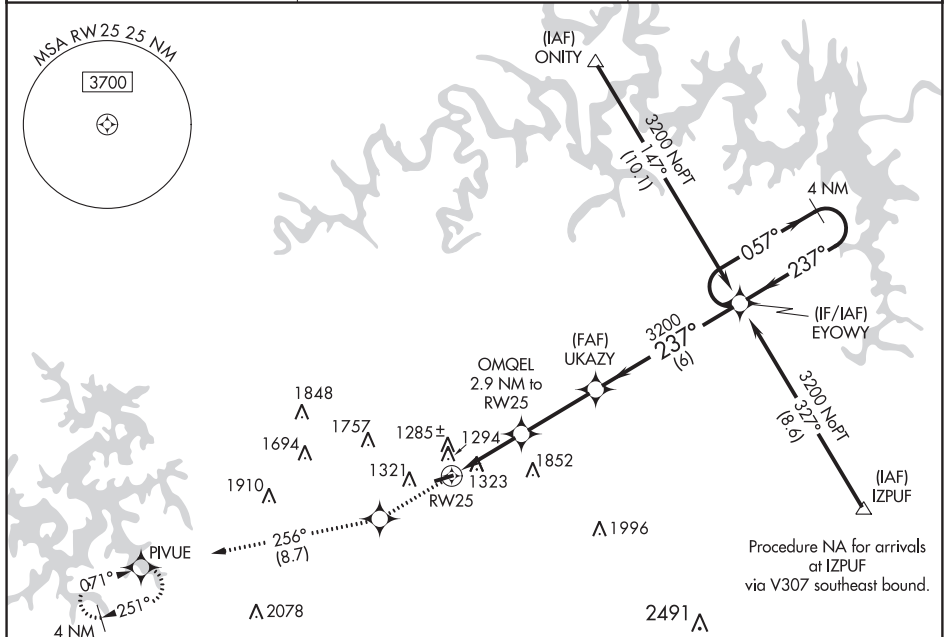 MSA RW 25 25 NM
3700
(IAF)
ONITY
3200 NoPT
147°
(10.1)
4 NM
057°
237°
(IF/IAF)
EYOWY
3200
237°
(6)
(FAF)
UKAZY
OMQEL
2.9 NM to
RW25
3200 NoPT
327°
(8.6)
(IAF)
IZPUF
1848
1757
1285±
1294
1694
1321
1323
1852
1910
RW25
1996
256°
(8.7)
PIVUE
071°
251°
4 NM
2078
2491
Procedure NA for arrivals
at IZPUF
via V307 southeast bound.